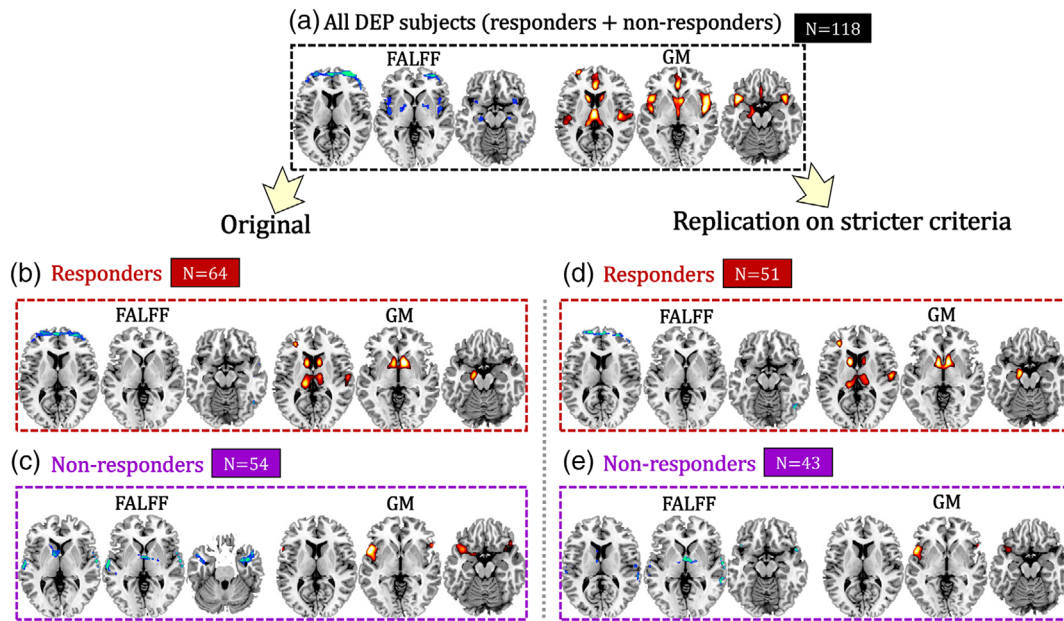 (a) All DEP subjects (responders + non-responders) N=118
FALFF GM
Original
Replication on stricter criteria
(b) Responders N=64
FALFF GM
(c) Non-responders N=54
FALFF GM
(d) Responders N=51
FALFF GM
(e) Non-responders N=43
FALFF GM